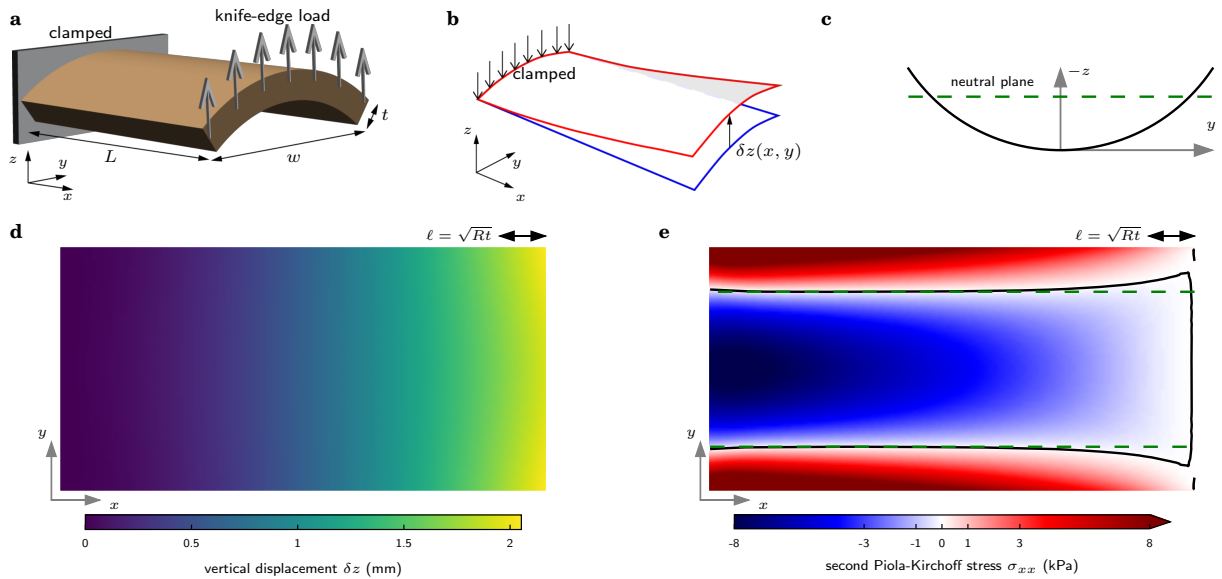 a
knife-edge load
clamped
t
L
w
z
y
x
b
clamped
z
y
x
δz(x, y)
c
−z
neutral plane
y
d
ℓ = √Rt
y
x
0
0.5
1
1.5
2
vertical displacement δz (mm)
e
ℓ = √Rt
y
x
-8
-3
-1
0
1
3
8
second Piola-Kirchoff stress σxx (kPa)